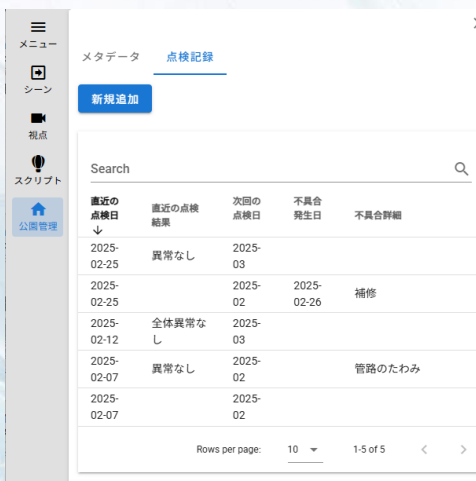 メニュー
シーン
視点
スクリプト
公園管理
メタデータ 点検記録
新規追加
Search
直近の
点検日
直近の点検
結果
次回の
点検日
不具合
発生日
不具合詳細
2025-
02-25
異常なし
2025-
03
2025-
02-25
2025-
02
2025-
02-26
補修
2025-
02-12
全体異常な
し
2025-
03
2025-
02-07
異常なし
2025-
02
管路のたわみ
2025-
02-07
2025-
02
Rows per page: 10 1-5 of 5